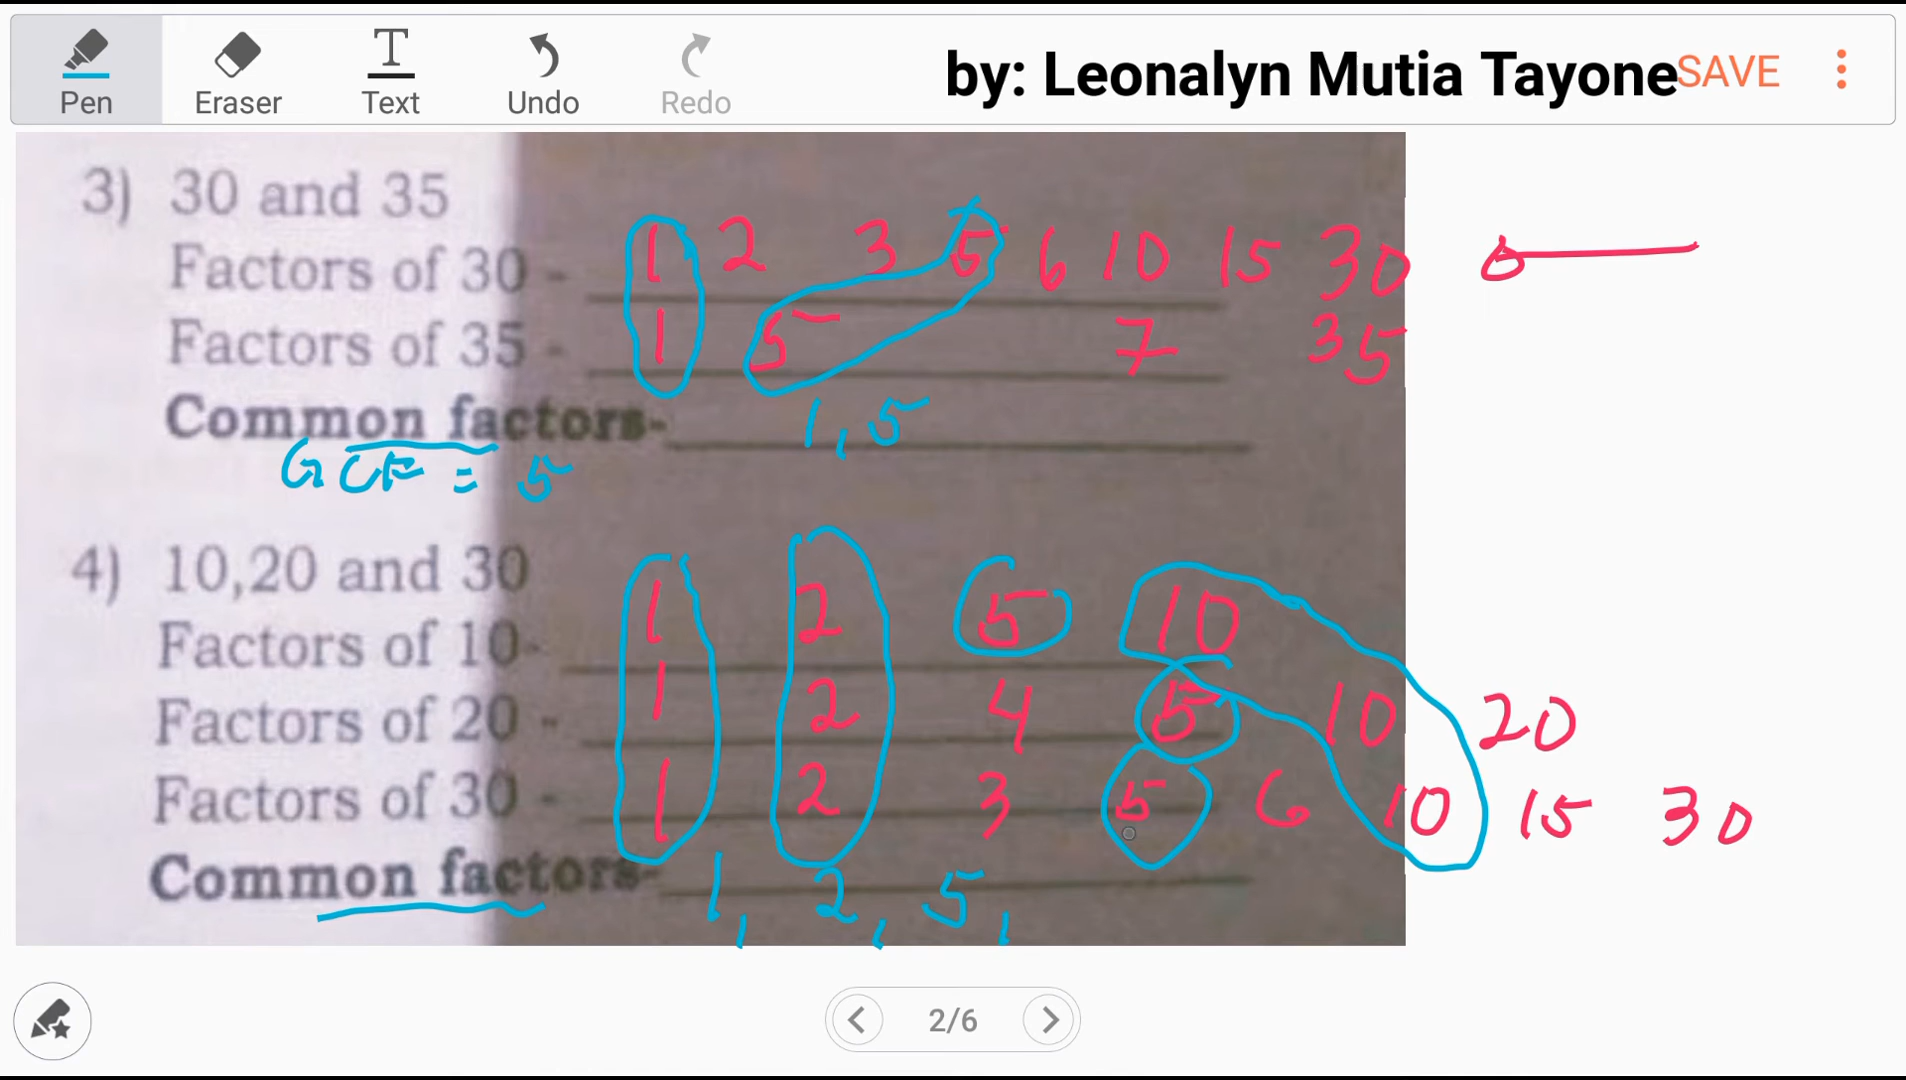 Pen Eraser Text Undo Redo by: Leonalyn Mutia Tayone SAVE
3) 30 and 35
Factors of 30 - 1 2 3 5 6 10 15 30
Factors of 35 - 1 5 7 35
Common factors- 1, 5
GCF = 5
4) 10,20 and 30
Factors of 10- 1 2 5 10
Factors of 20 - 1 2 4 5 10 20
Factors of 30 - 1 2 3 5 6 10 15 30
Common factors- 1, 2, 5,
2/6